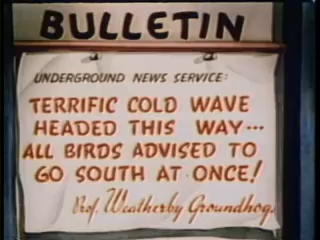 BULLETIN
UNDERGROUND NEWS SERVICE:
TERRIFIC COLD WAVE
HEADED THIS WAY---
ALL BIRDS ADVISED TO
GO SOUTH AT ONCE!
Prof. Weatherby Groundhog.